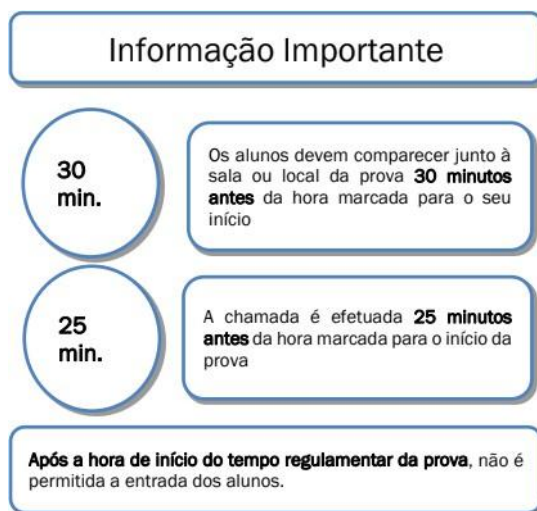 Informação Importante
30
min.
Os alunos devem comparecer junto à
sala ou local da prova 30 minutos
antes da hora marcada para o seu
início
25
min.
A chamada é efetuada 25 minutos
antes da hora marcada para o início da
prova
Após a hora de início do tempo regulamentar da prova, não é
permitida a entrada dos alunos.